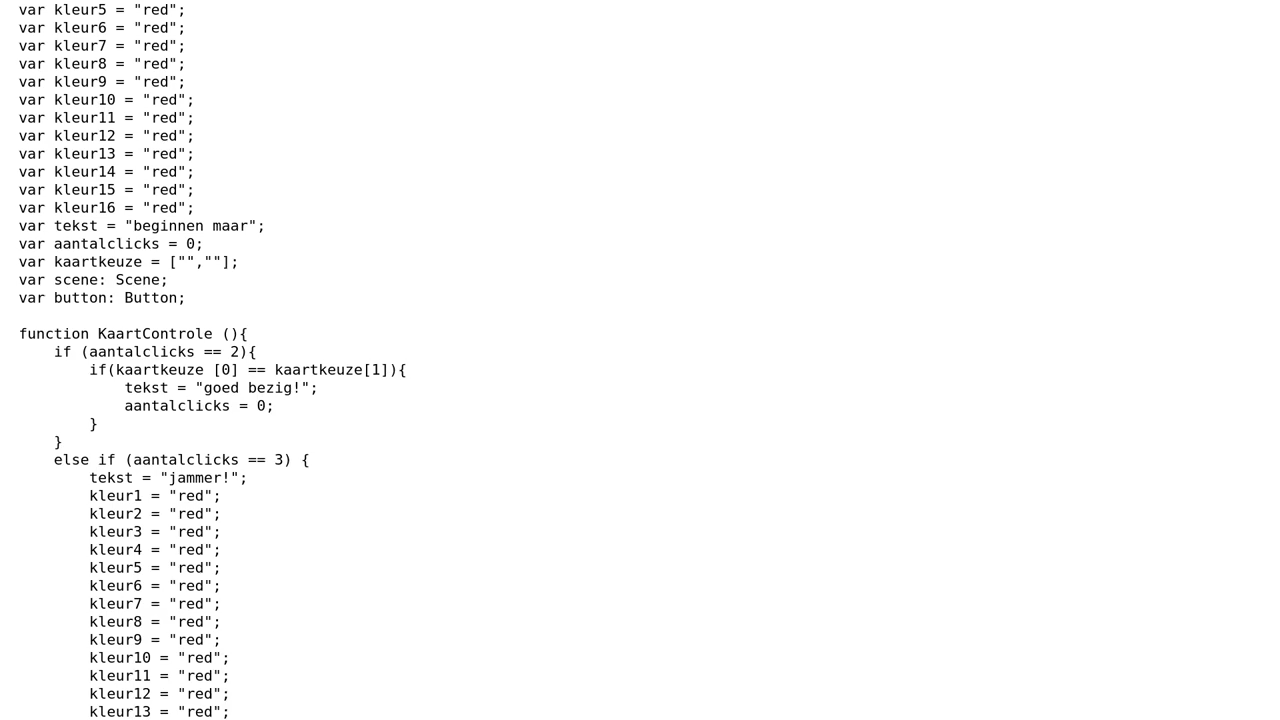 var kleur5 = "red";
var kleur6 = "red";
var kleur7 = "red";
var kleur8 = "red";
var kleur9 = "red";
var kleur10 = "red";
var kleur11 = "red";
var kleur12 = "red";
var kleur13 = "red";
var kleur14 = "red";
var kleur15 = "red";
var kleur16 = "red";
var tekst = "beginnen maar";
var aantalclicks = 0;
var kaartkeuze = ["",""];
var scene: Scene;
var button: Button;

function KaartControle (){
    if (aantalclicks == 2){
        if(kaartkeuze [0] == kaartkeuze[1]){
            tekst = "goed bezig!";
            aantalclicks = 0;
        }
    }
    else if (aantalclicks == 3) {
        tekst = "jammer!";
        kleur1 = "red";
        kleur2 = "red";
        kleur3 = "red";
        kleur4 = "red";
        kleur5 = "red";
        kleur6 = "red";
        kleur7 = "red";
        kleur8 = "red";
        kleur9 = "red";
        kleur10 = "red";
        kleur11 = "red";
        kleur12 = "red";
        kleur13 = "red";